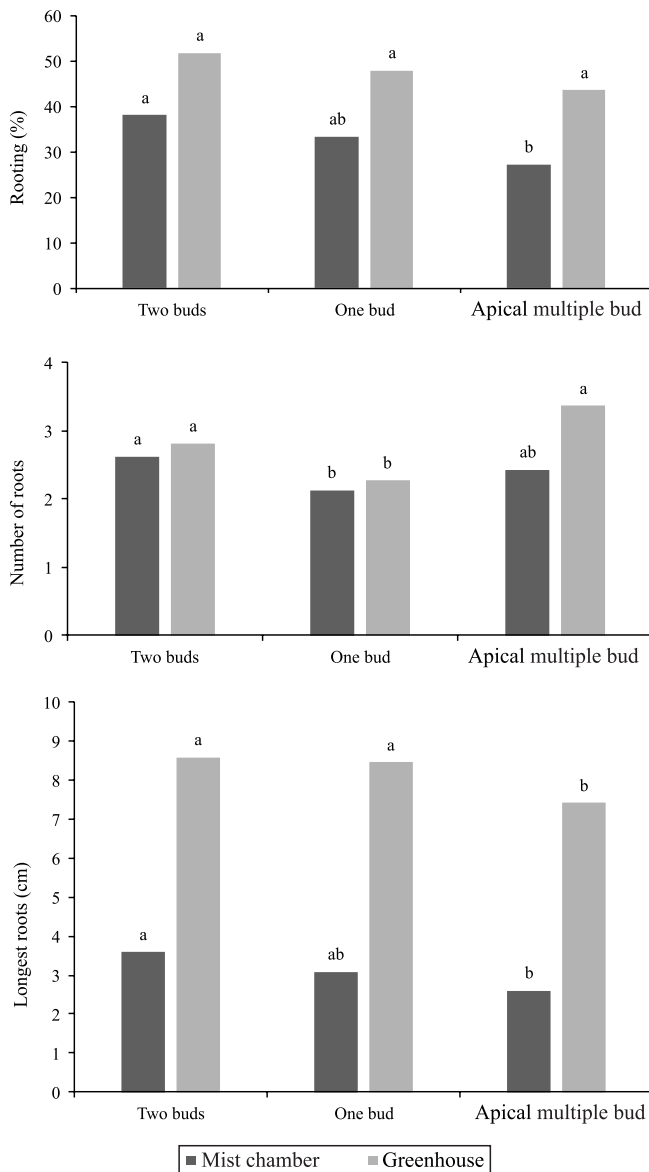 60
50
40
30
20
10
0
Rooting (%)
a
a
ab
a
b
a
Two buds
One bud
Apical multiple bud
4
3
2
1
0
Number of roots
a
a
b
b
ab
a
Two buds
One bud
Apical multiple bud
10
9
8
7
6
5
4
3
2
1
0
Longest roots (cm)
a
a
ab
a
b
b
Two buds
One bud
Apical multiple bud
Mist chamber
Greenhouse